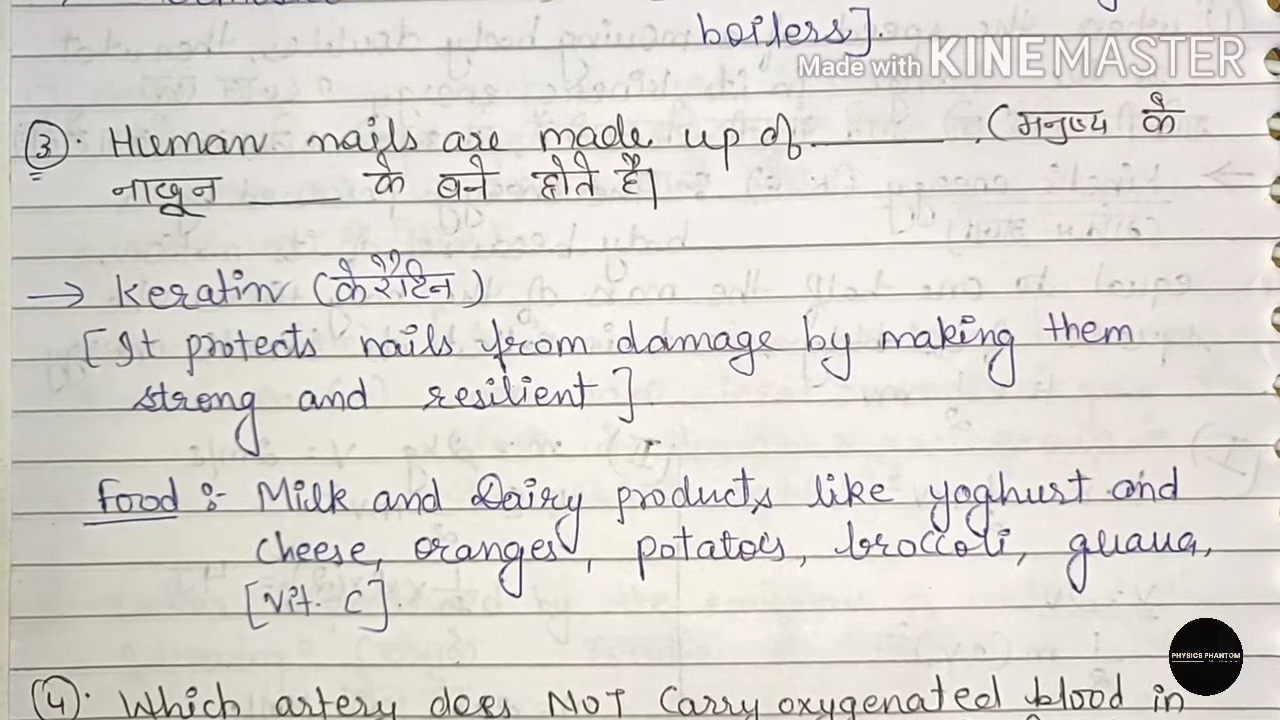 boilers].
Made with KINEMASTER
③. Human nails are made up of ______. (मनुष्य के
नाखून ____ के बने होते हैं।
→ Keratin (केराटिन)
[It protects nails from damage by making them
strong and resilient].
Food :- Milk and Dairy products like yoghurt and
cheese, oranges, potatoes, broccoli, guava,
[Vit. C].
PHYSICS PHANTOM
④. Which artery does NOT carry oxygenated blood in